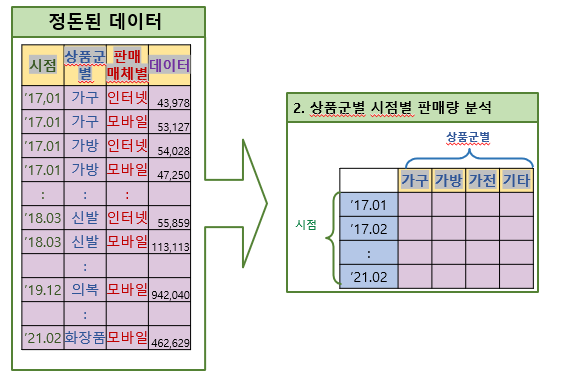 정돈된 데이터
시점 상품군별 판매매체별 데이터
'17,01 가구 인터넷 43,978
'17.01 가구 모바일 53,127
'17.01 가방 인터넷 54,028
'17.01 가방 모바일 47,250
: : :
'18.03 신발 인터넷 55,859
'18.03 신발 모바일 113,113
:
'19.12 의복 모바일 942,040
:
'21.02 화장품 모바일 462,629
2. 상품군별 시점별 판매량 분석
상품군별
가구 가방 가전 기타
시점
'17.01
'17.02
:
'21.02